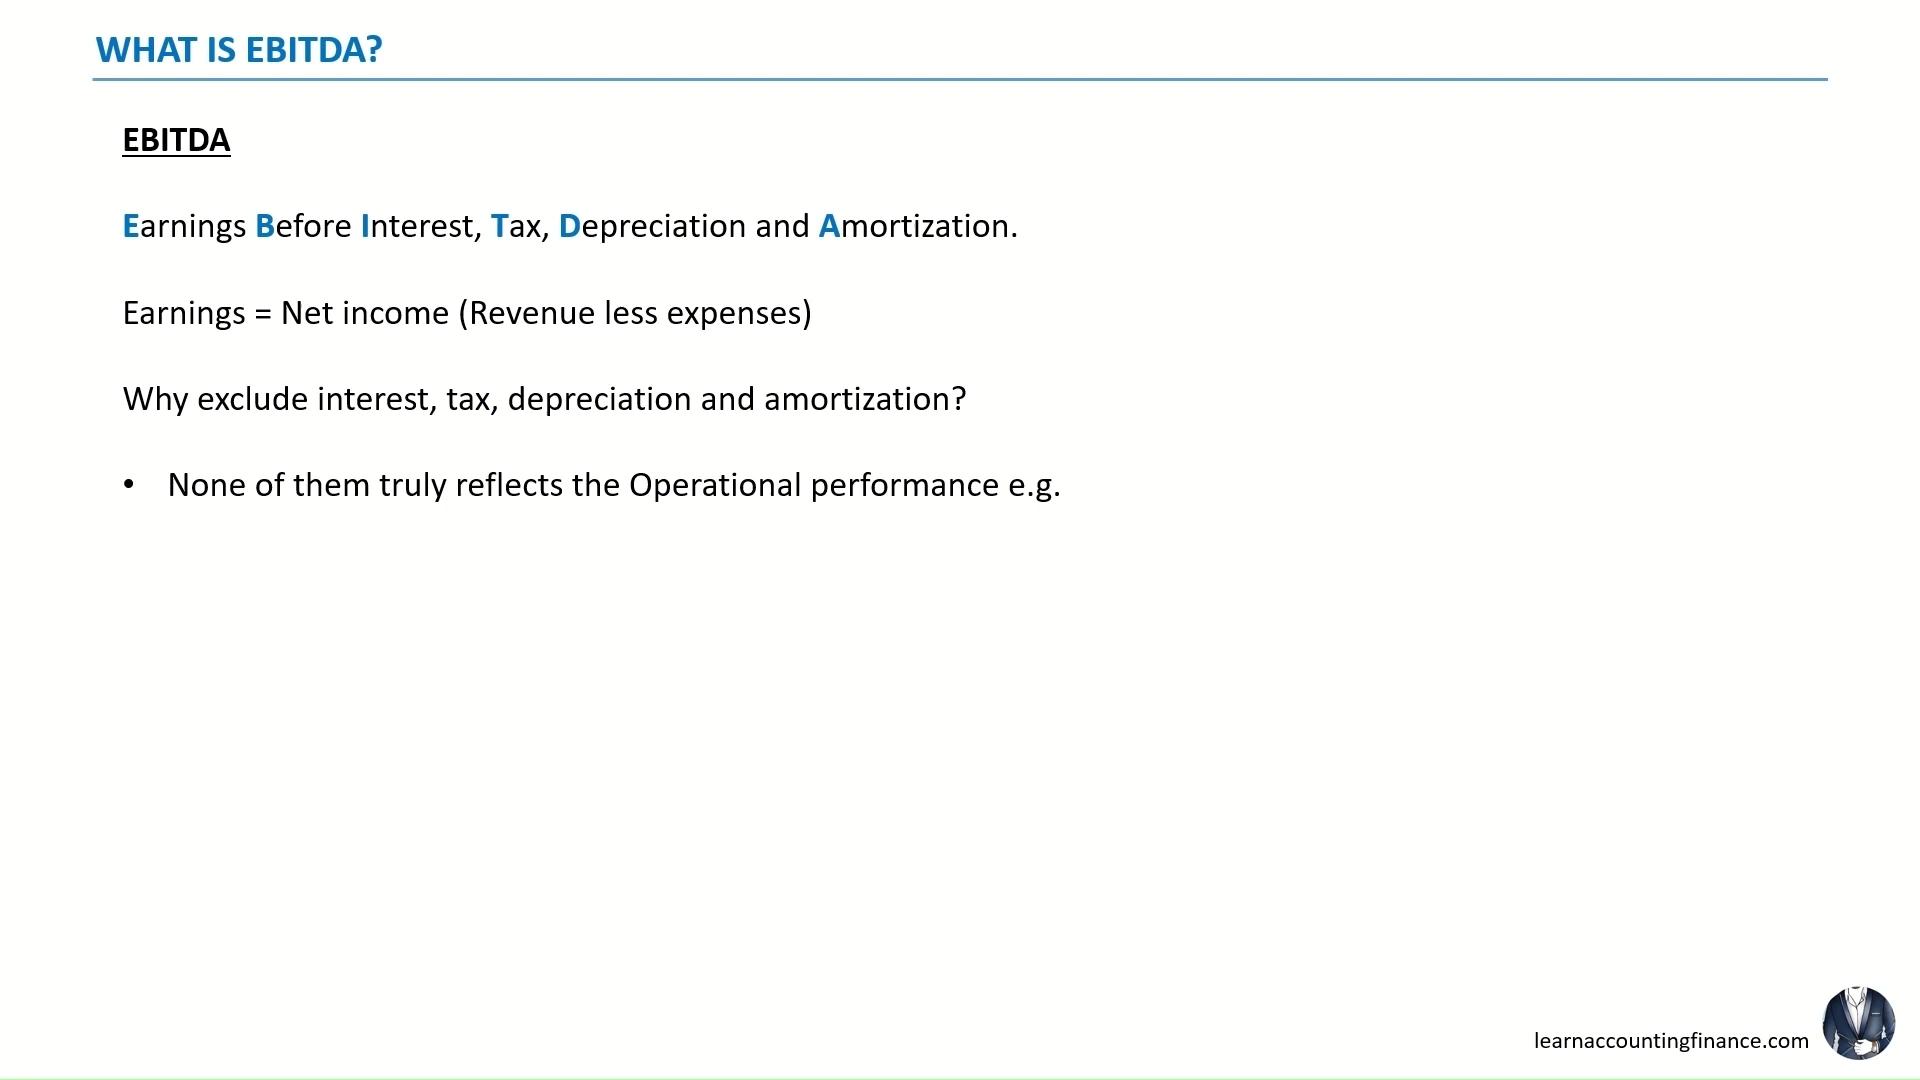 WHAT IS EBITDA?
EBITDA
Earnings Before Interest, Tax, Depreciation and Amortization.
Earnings = Net income (Revenue less expenses)
Why exclude interest, tax, depreciation and amortization?
• None of them truly reflects the Operational performance e.g.
learnaccountingfinance.com